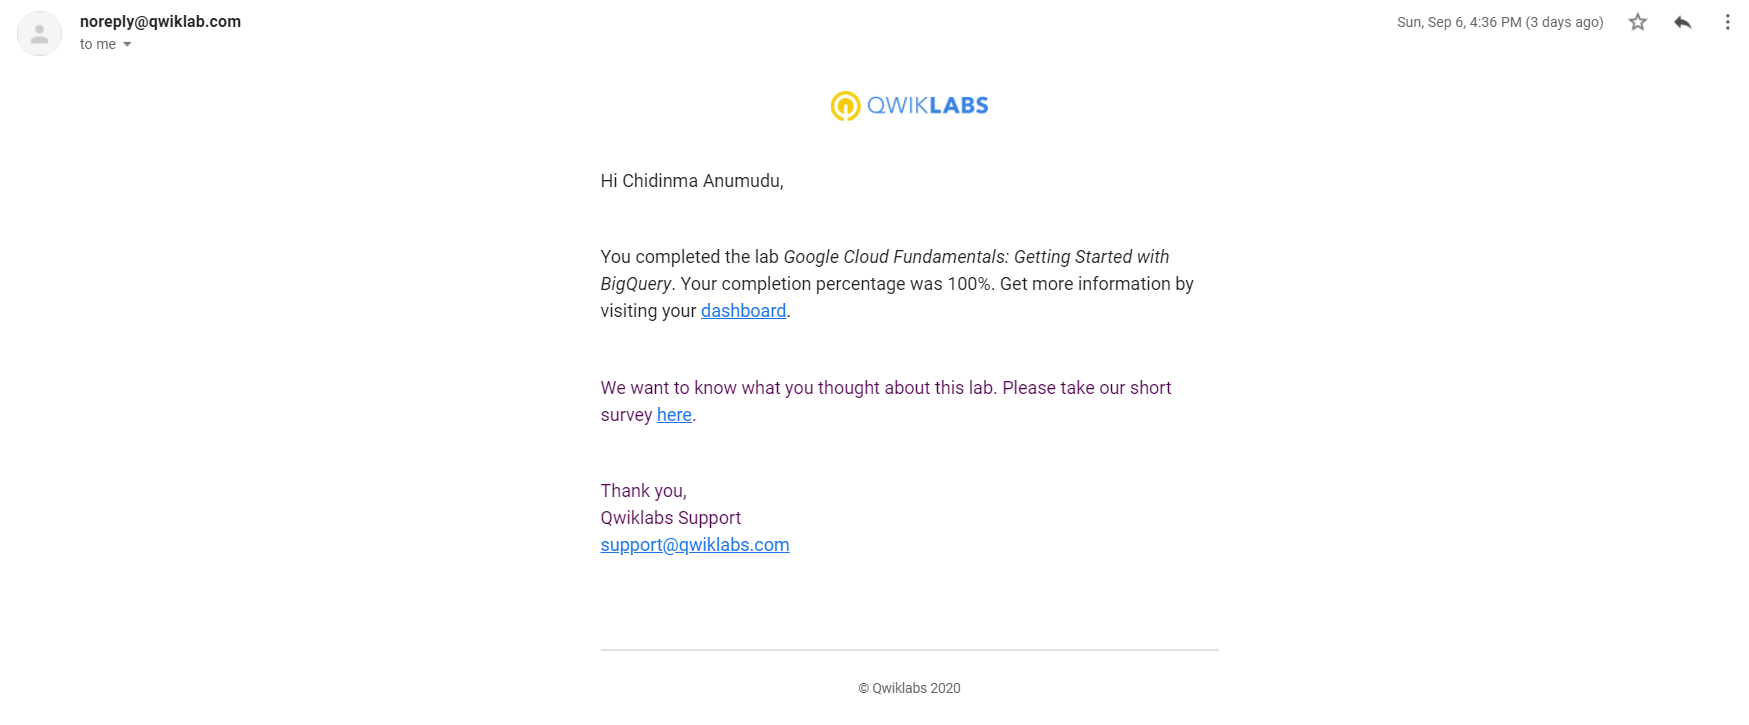 noreply@qwiklab.com
Sun, Sep 6, 4:36 PM (3 days ago)
to me
QWIKLABS
Hi Chidinma Anumudu,
You completed the lab Google Cloud Fundamentals: Getting Started with
BigQuery. Your completion percentage was 100%. Get more information by
visiting your dashboard.
We want to know what you thought about this lab. Please take our short
survey here.
Thank you,
Qwiklabs Support
support@qwiklabs.com
© Qwiklabs 2020